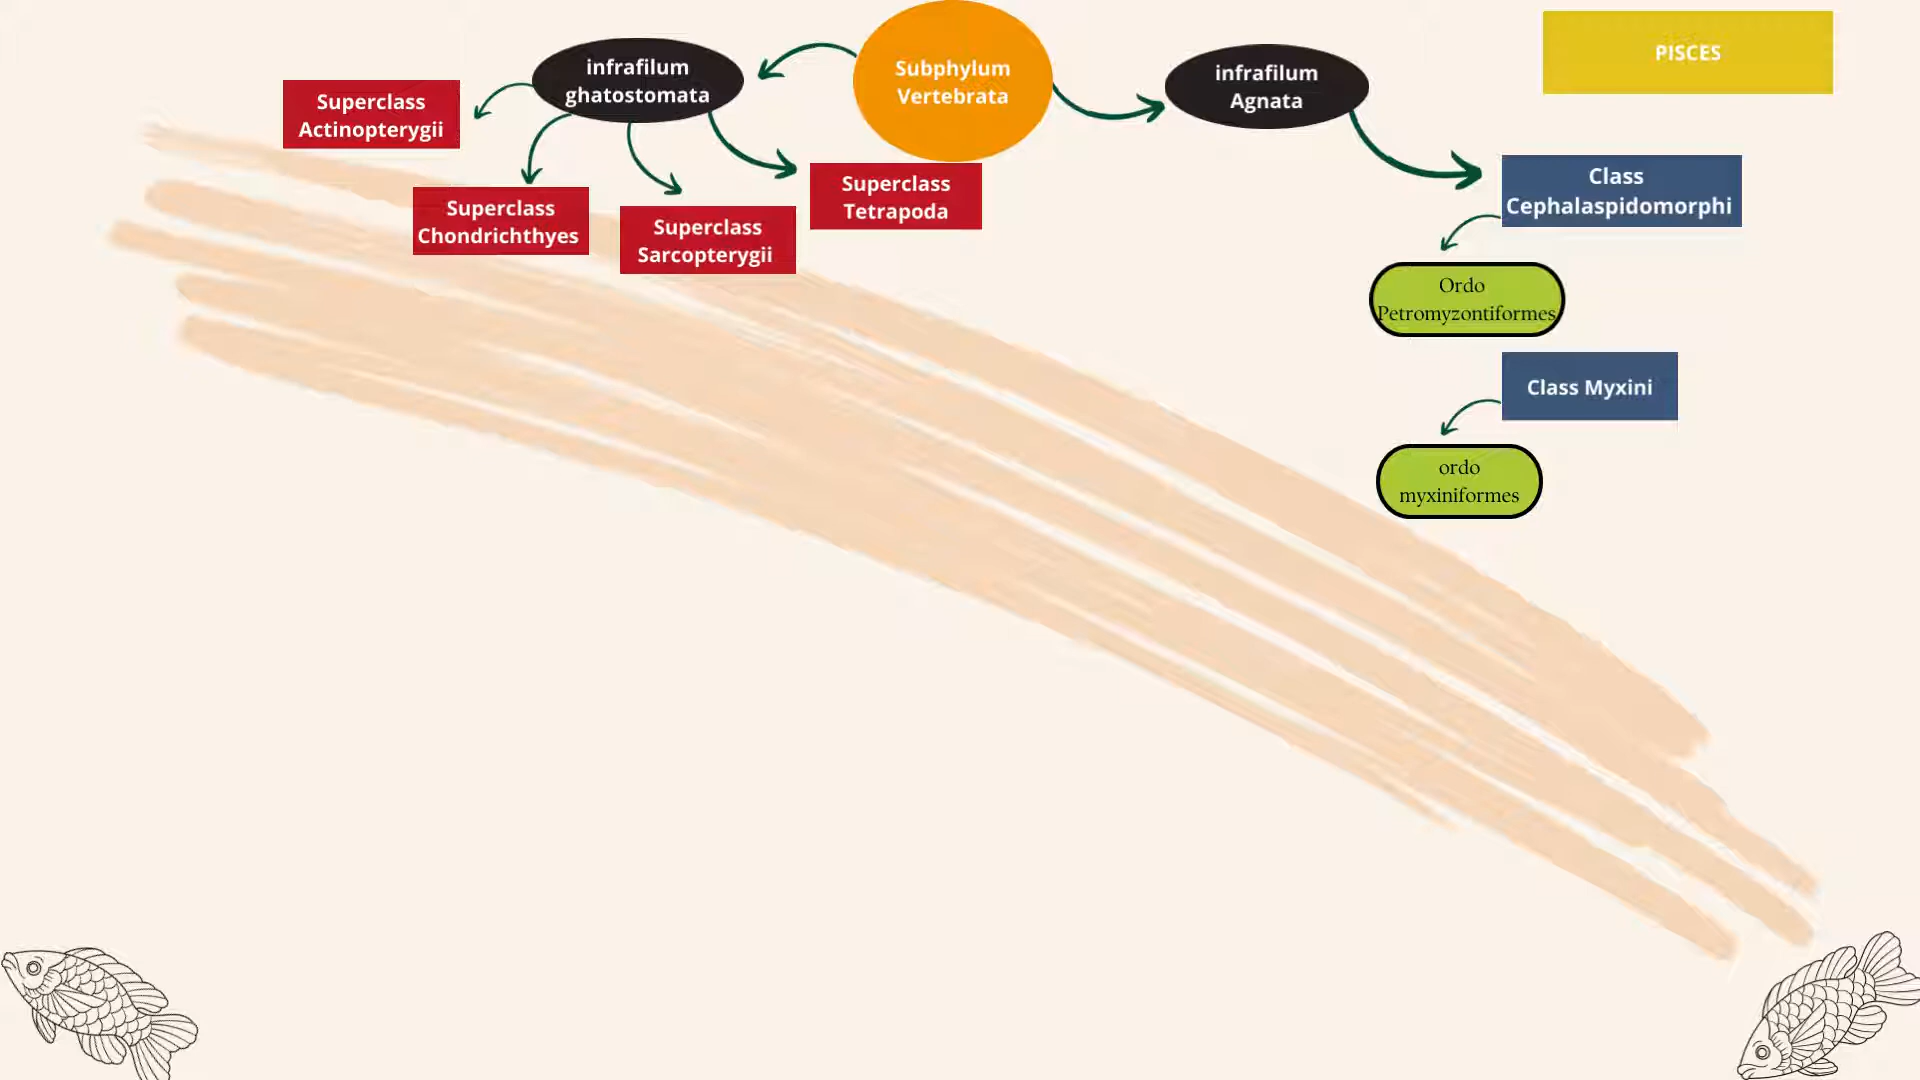 infrafilum
ghatostomata
Subphylum
Vertebrata
infrafilum
Agnata
PISCES
Superclass
Actinopterygii
Superclass
Chondrichthyes
Superclass
Sarcopterygii
Superclass
Tetrapoda
Class
Cephalaspidomorphi
Ordo
Petromyzontiformes
Class Myxini
ordo
myxiniformes